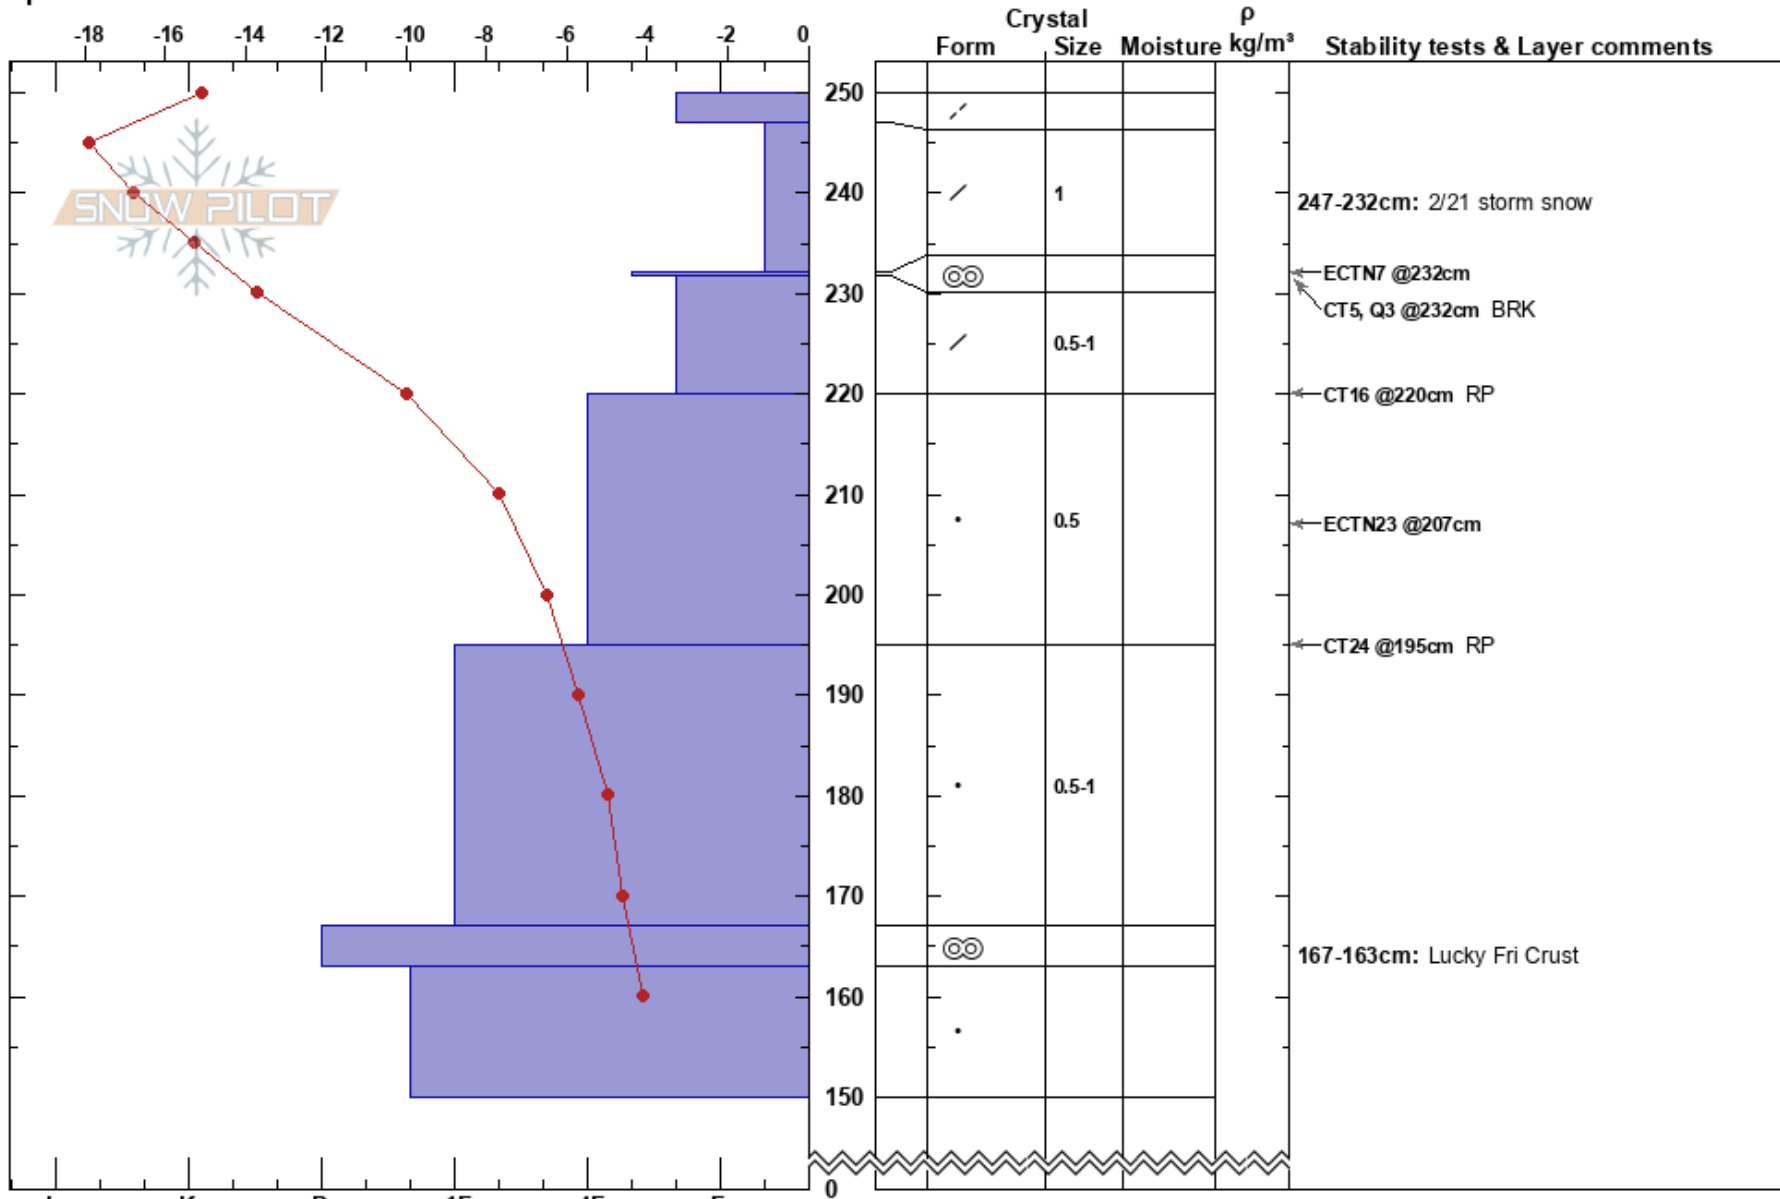 Crystal ρ
-18 -16 -14 -12 -10 -8 -6 -4 -2 0 Form Size Moisture kg/m³ Stability tests & Layer comments
250
SNOW PILOT
240 1 247-232cm: 2/21 storm snow
ECTN7 @232cm
230 CT5, Q3 @232cm BRK
0.5-1
220 CT16 @220cm RP
210 0.5 ECTN23 @207cm
200
CT24 @195cm RP
190
180 0.5-1
170
167-163cm: Lucky Fri Crust
160
150
0